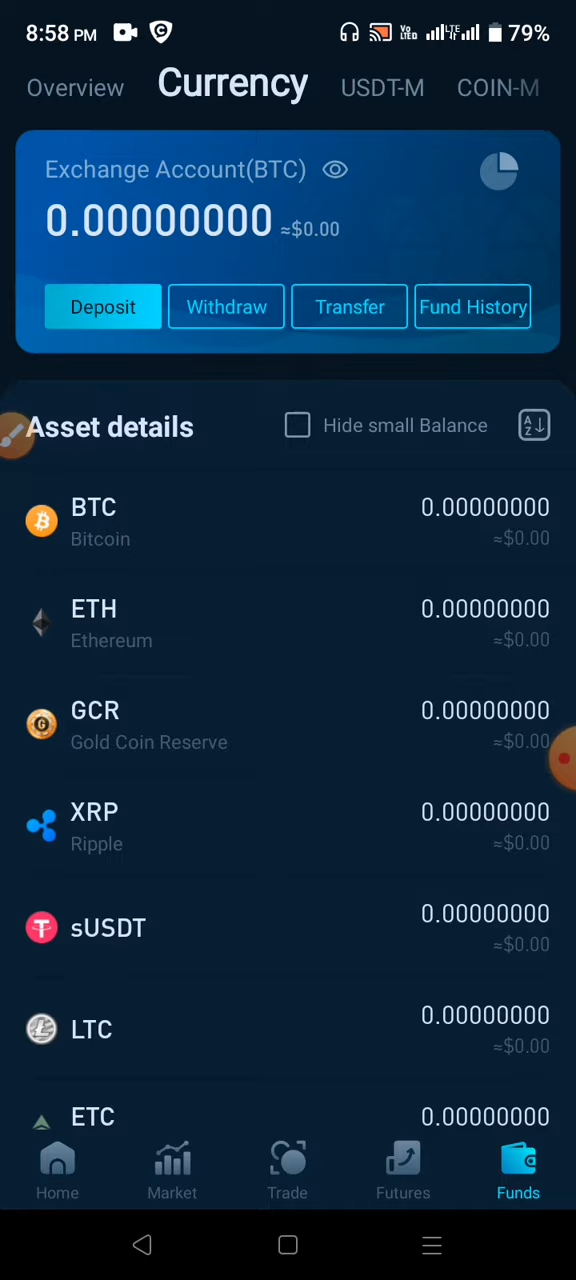 8:58 PM
79%
Overview Currency USDT-M COIN-M
Exchange Account(BTC)
0.00000000 ≈$0.00
Deposit Withdraw Transfer Fund History
Asset details Hide small Balance
BTC 0.00000000
Bitcoin ≈$0.00
ETH 0.00000000
Ethereum ≈$0.00
GCR 0.00000000
Gold Coin Reserve ≈$0.00
XRP 0.00000000
Ripple ≈$0.00
sUSDT 0.00000000
≈$0.00
LTC 0.00000000
≈$0.00
ETC 0.00000000
Home Market Trade Futures Funds